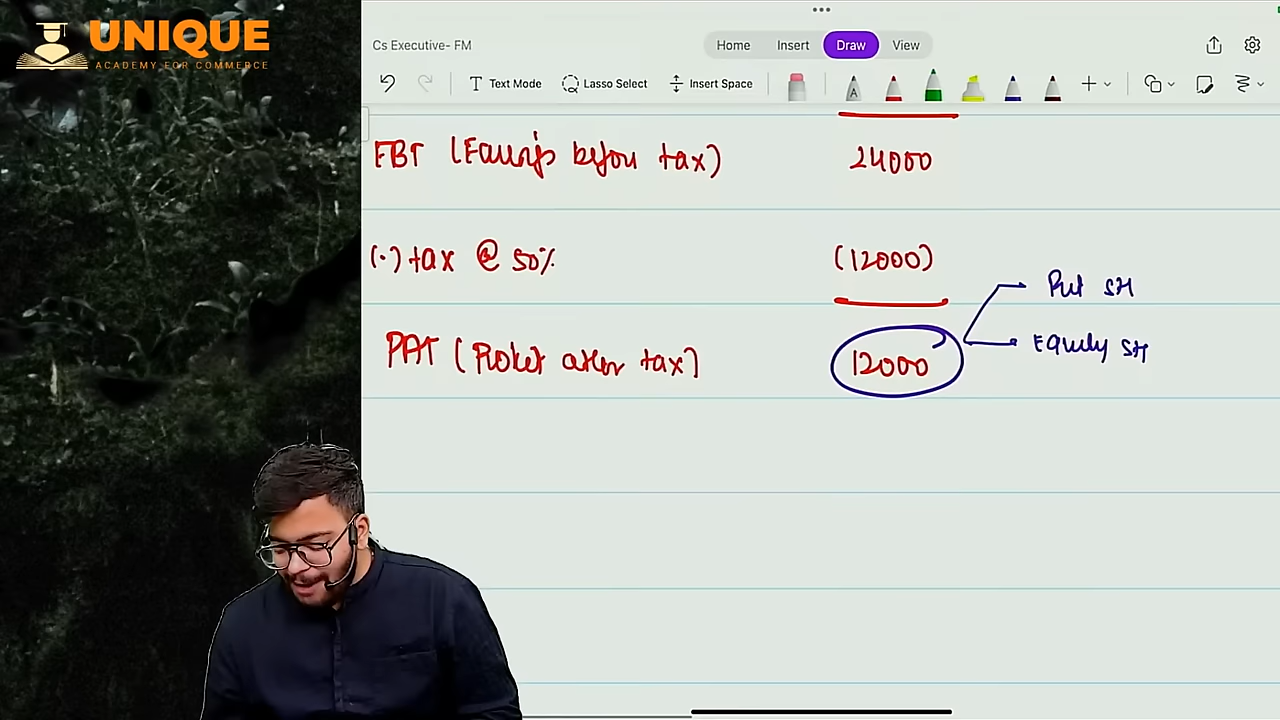 UNIQUE
ACADEMY FOR COMMERCE
Cs Executive- FM
Home Insert Draw View
Text Mode Lasso Select Insert Space
EBT (Earnings before tax) 24000
(-) tax @ 50% (12000)
Pref SH
Equity SH
PAT (Profit after tax) 12000